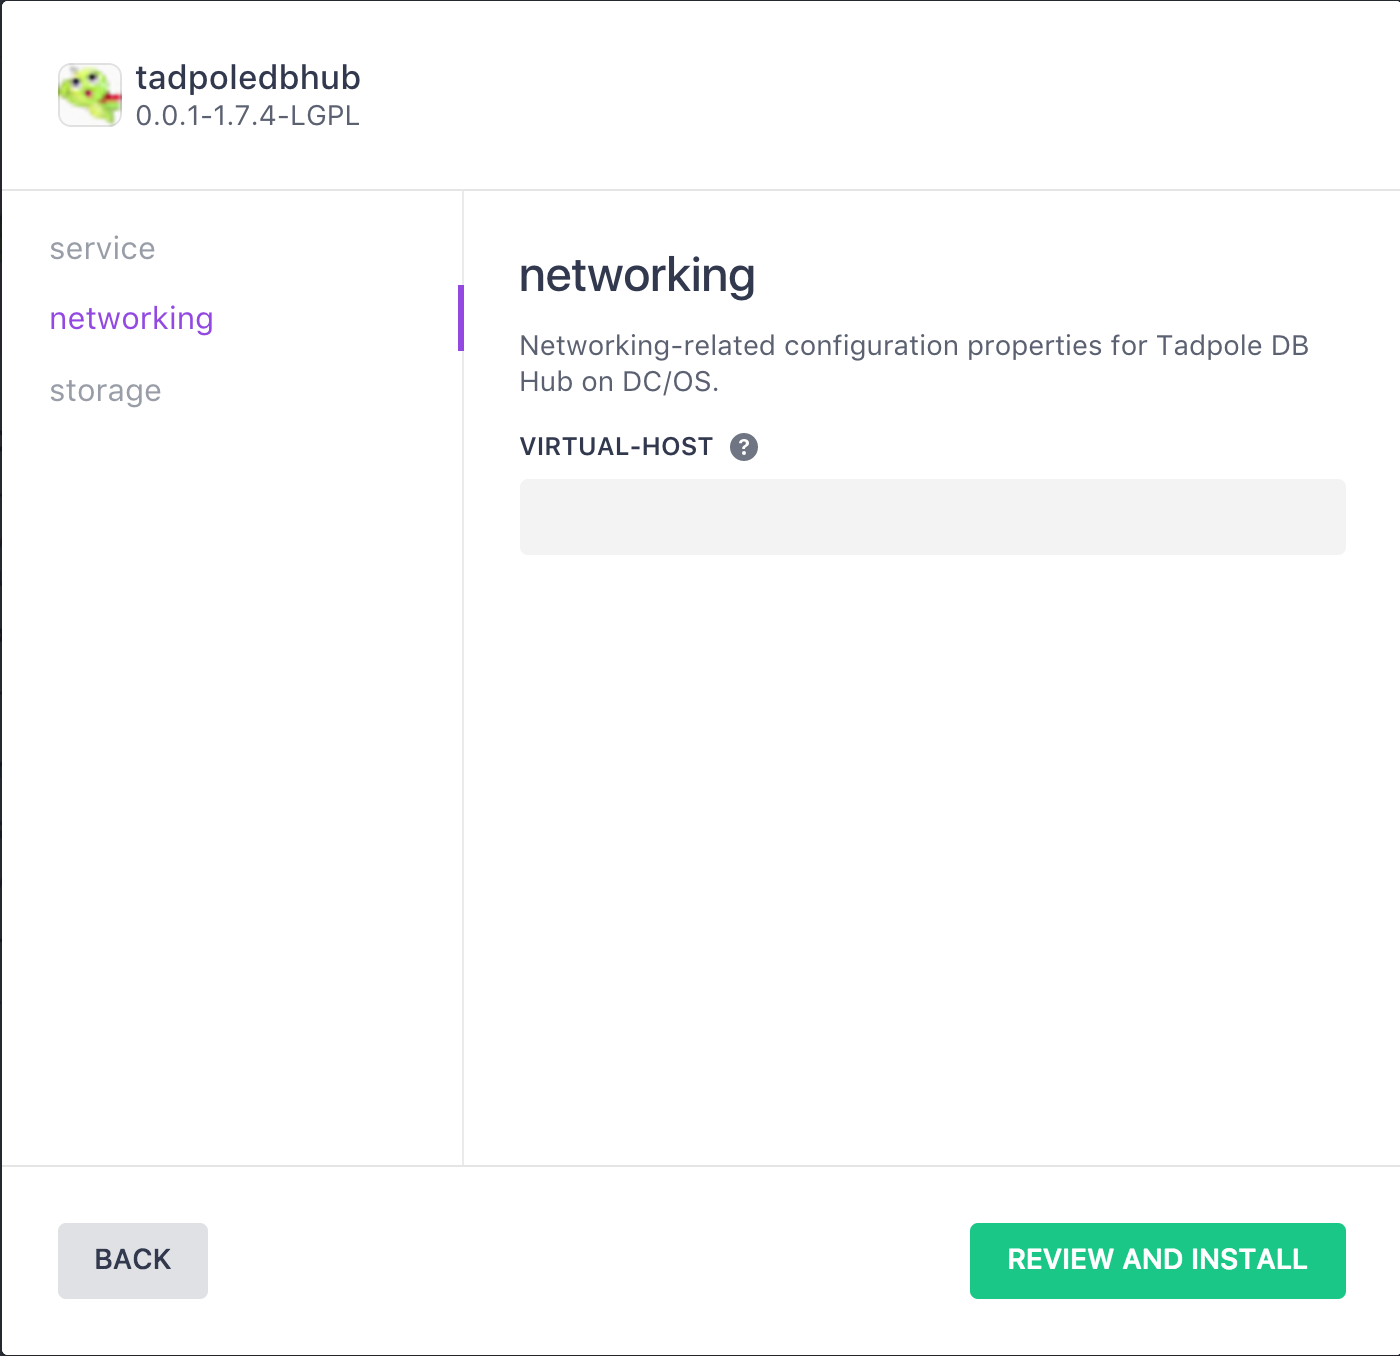 tadpoledbhub
0.0.1-1.7.4-LGPL
service
networking
storage
networking
Networking-related configuration properties for Tadpole DB
Hub on DC/OS.
VIRTUAL-HOST ?
BACK
REVIEW AND INSTALL